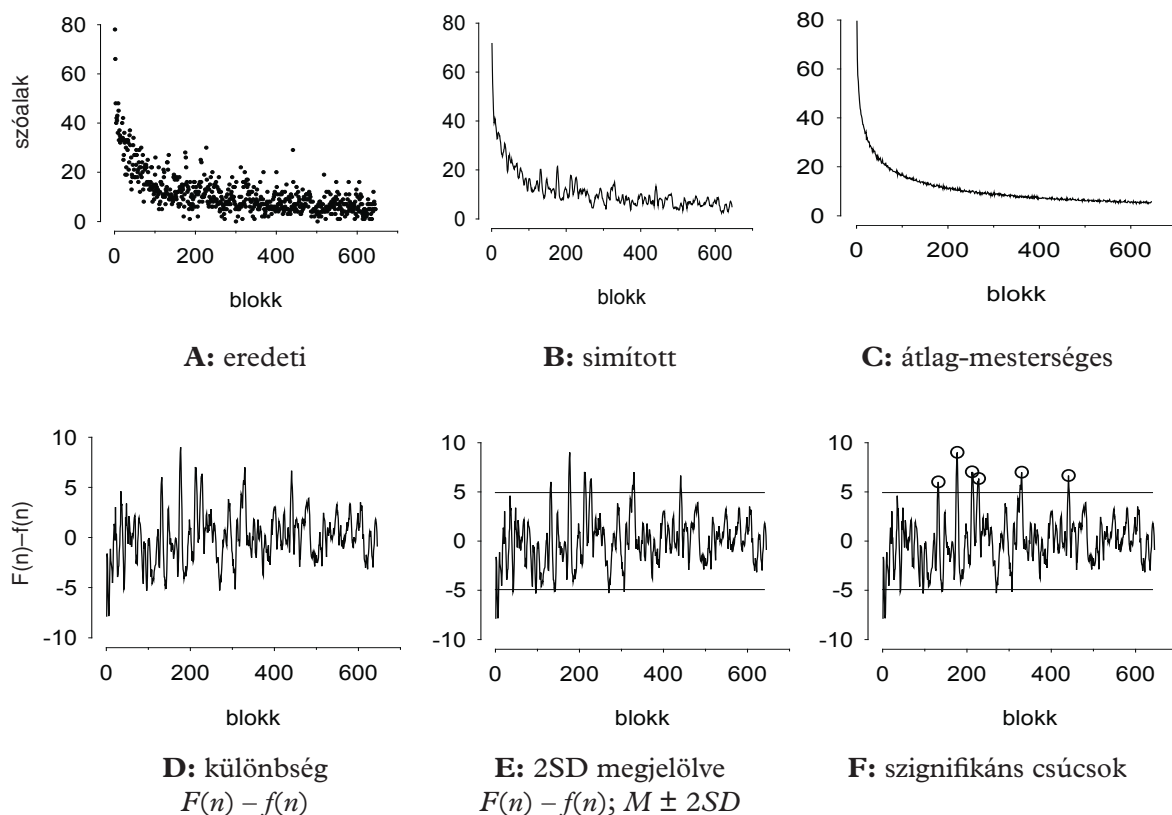 szóalak
80
60
40
20
0
0 200 400 600
blokk
A: eredeti
80
60
40
20
0
0 200 400 600
blokk
B: simított
80
60
40
20
0
0 200 400 600
blokk
C: átlag-mesterséges
F(n)–f(n)
10
5
0
-5
-10
0 200 400 600
blokk
D: különbség
F(n) – f(n)
10
5
0
-5
-10
0 200 400 600
blokk
E: 2SD megjelölve
F(n) – f(n); M ± 2SD
10
5
0
-5
-10
0 200 400 600
blokk
F: szignifikáns csúcsok